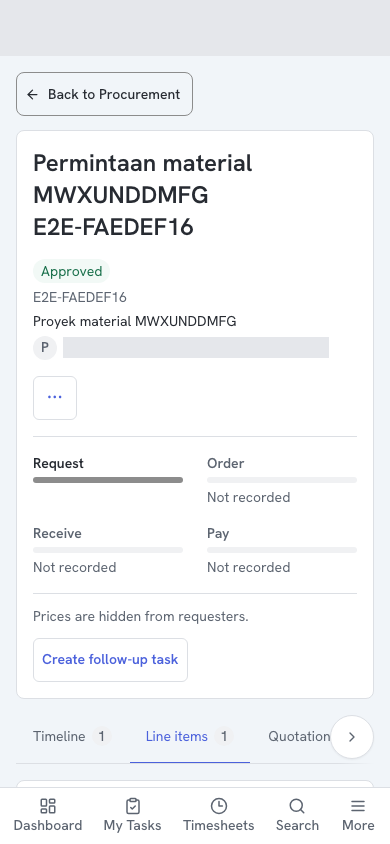 Back to Procurement
Permintaan material
MWXUNDDMFG
E2E-FAEDEF16
Approved
E2E-FAEDEF16
Proyek material MWXUNDDMFG
P
...
Request
Order
Not recorded
Receive
Not recorded
Pay
Not recorded
Prices are hidden from requesters.
Create follow-up task
Timeline 1
Line items 1
Quotation
Dashboard
My Tasks
Timesheets
Search
More